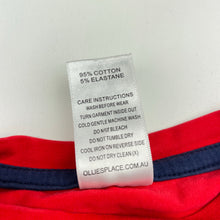 95% COTTON
5% ELASTANE
CARE INSTRUCTIONS
WASH BEFORE WEAR
TURN GARMENT INSIDE OUT
COLD GENTLE MACHINE WASH
DO NOT BLEACH
DO NOT TUMBLE DRY
COOL IRON ON REVERSE SIDE
DO NOT DRY CLEAN (X)
OLLIESPLACE.COM.AU